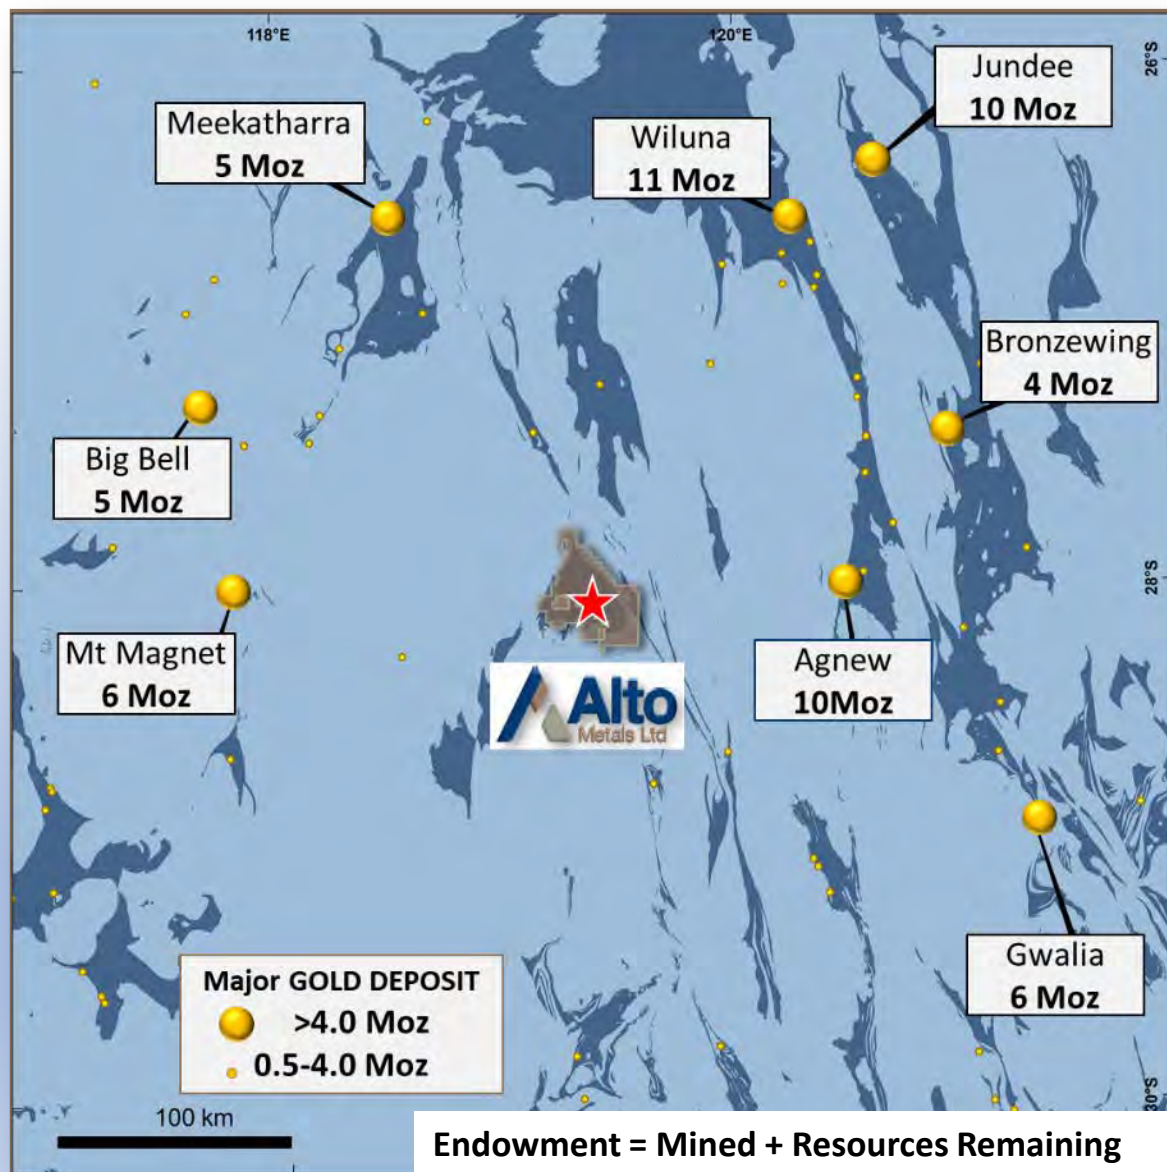 118°E
120°E
26°S
Jundee
10 Moz
Meekatharra
5 Moz
Wiluna
11 Moz
Bronzewing
4 Moz
Big Bell
5 Moz
28°S
Mt Magnet
6 Moz
Agnew
10Moz
Alto
Metals Ltd
Gwalia
6 Moz
Major GOLD DEPOSIT
>4.0 Moz
0.5-4.0 Moz
30°S
100 km
Endowment = Mined + Resources Remaining